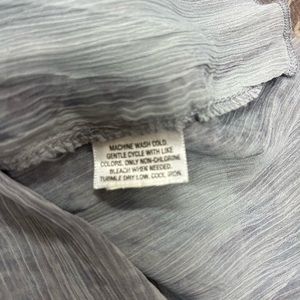 MACHINE WASH COLD.
GENTLE CYCLE WITH LIKE
COLORS, ONLY NON-CHLORINE
BLEACH WHEN NEEDED.
TUMBLE DRY LOW, COOL IRON.